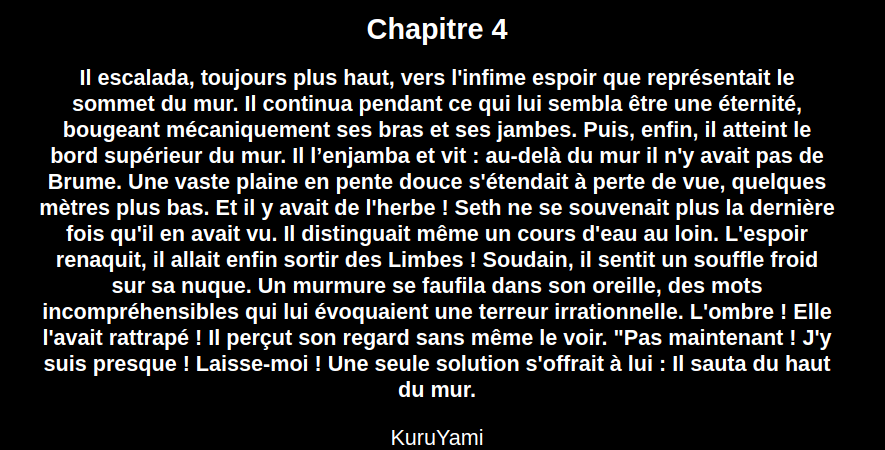 Chapitre 4
Il escalada, toujours plus haut, vers l'infime espoir que représentait le
sommet du mur. Il continua pendant ce qui lui sembla être une éternité,
bougeant mécaniquement ses bras et ses jambes. Puis, enfin, il atteint le
bord supérieur du mur. Il l’enjamba et vit : au-delà du mur il n'y avait pas de
Brume. Une vaste plaine en pente douce s'étendait à perte de vue, quelques
mètres plus bas. Et il y avait de l'herbe ! Seth ne se souvenait plus la dernière
fois qu'il en avait vu. Il distinguait même un cours d'eau au loin. L'espoir
renaquit, il allait enfin sortir des Limbes ! Soudain, il sentit un souffle froid
sur sa nuque. Un murmure se faufila dans son oreille, des mots
incompréhensibles qui lui évoquaient une terreur irrationnelle. L'ombre ! Elle
l'avait rattrapé ! Il perçut son regard sans même le voir. "Pas maintenant ! J'y
suis presque ! Laisse-moi ! Une seule solution s'offrait à lui : Il sauta du haut
du mur.
KuruYami